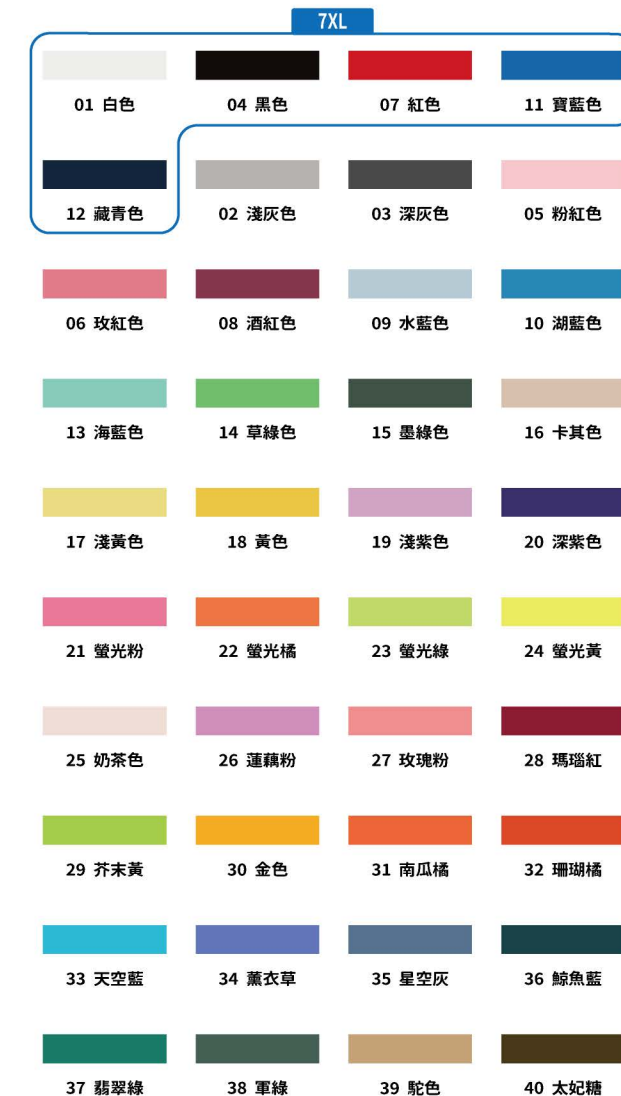 7XL
01 白色
04 黑色
07 紅色
11 寶藍色
12 藏青色
02 淺灰色
03 深灰色
05 粉紅色
06 玫紅色
08 酒紅色
09 水藍色
10 湖藍色
13 海藍色
14 草綠色
15 墨綠色
16 卡其色
17 淺黃色
18 黃色
19 淺紫色
20 深紫色
21 螢光粉
22 螢光橘
23 螢光綠
24 螢光黃
25 奶茶色
26 蓮藕粉
27 玫瑰粉
28 瑪瑙紅
29 芥末黃
30 金色
31 南瓜橘
32 珊瑚橘
33 天空藍
34 薰衣草
35 星空灰
36 鯨魚藍
37 翡翠綠
38 軍綠
39 駝色
40 太妃糖